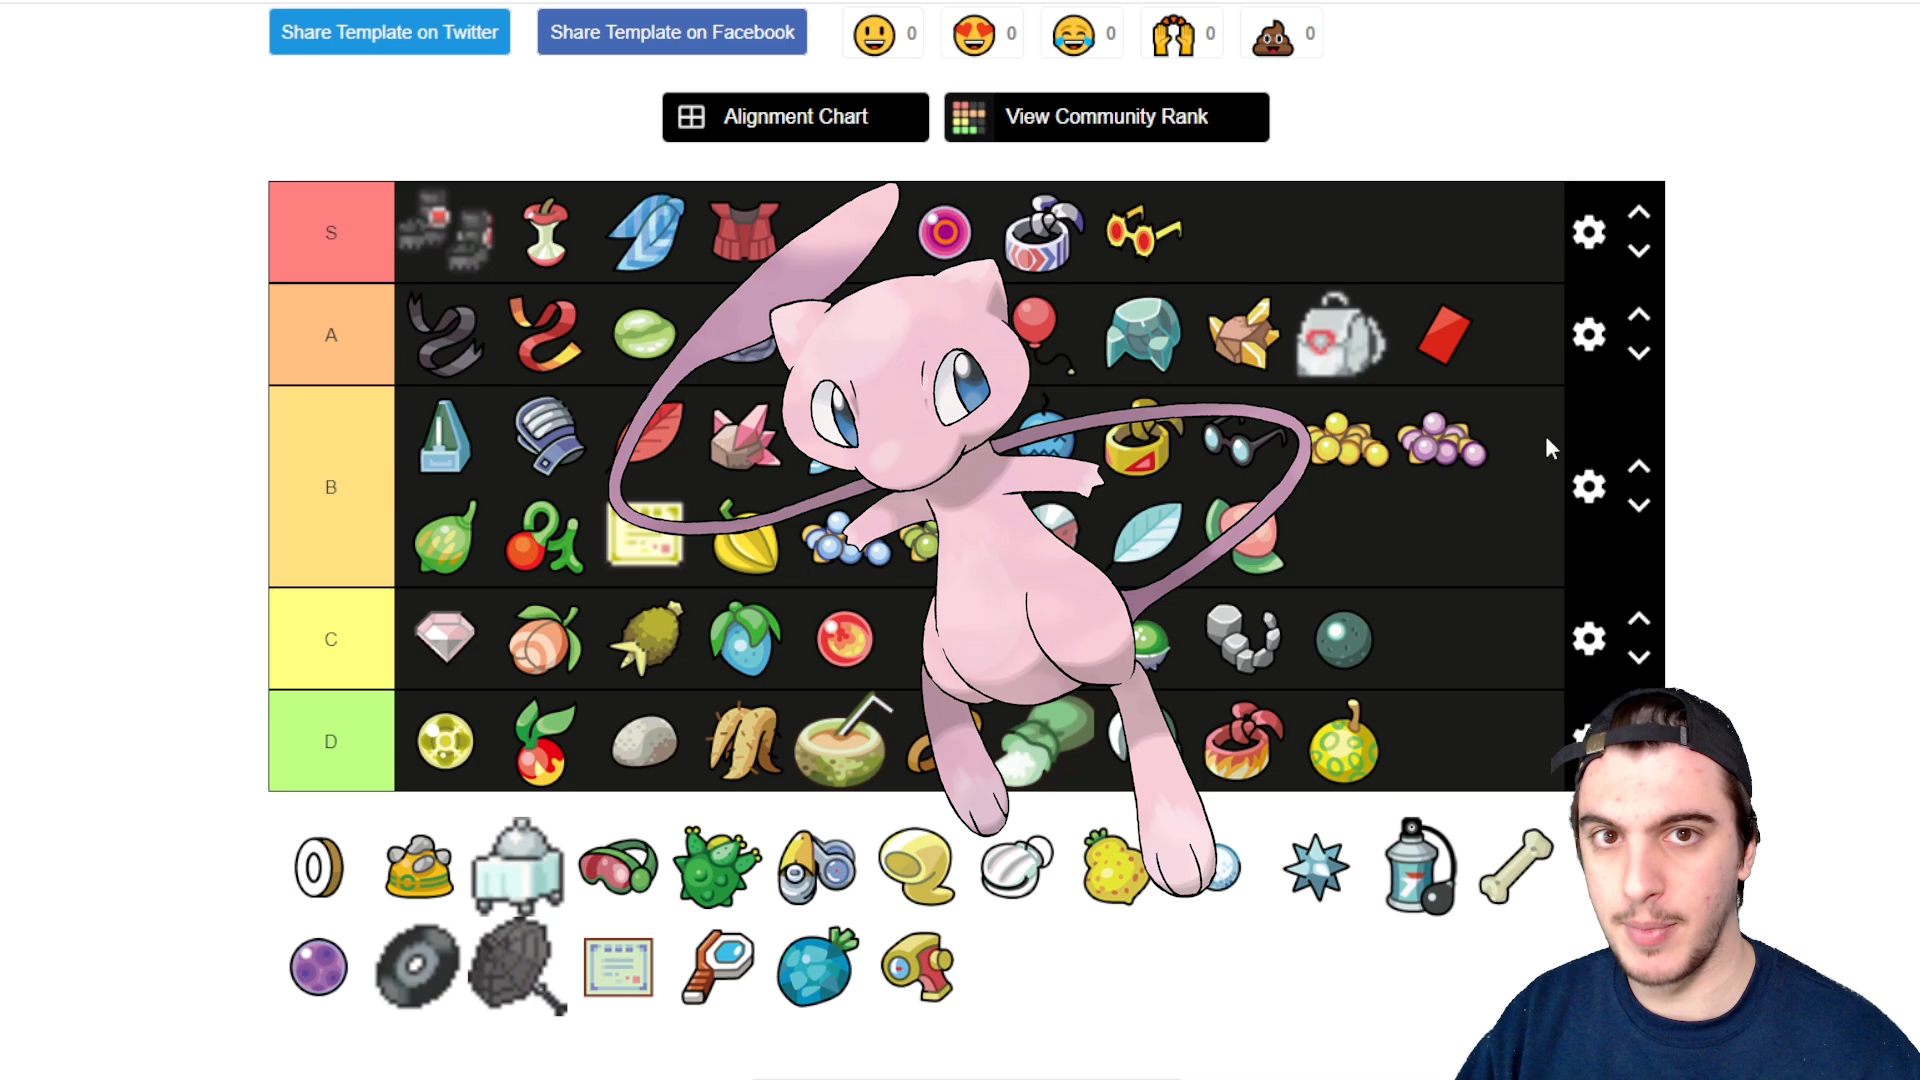 Share Template on Twitter
Share Template on Facebook
0
0
0
0
0
Alignment Chart
View Community Rank
S
A
B
C
D